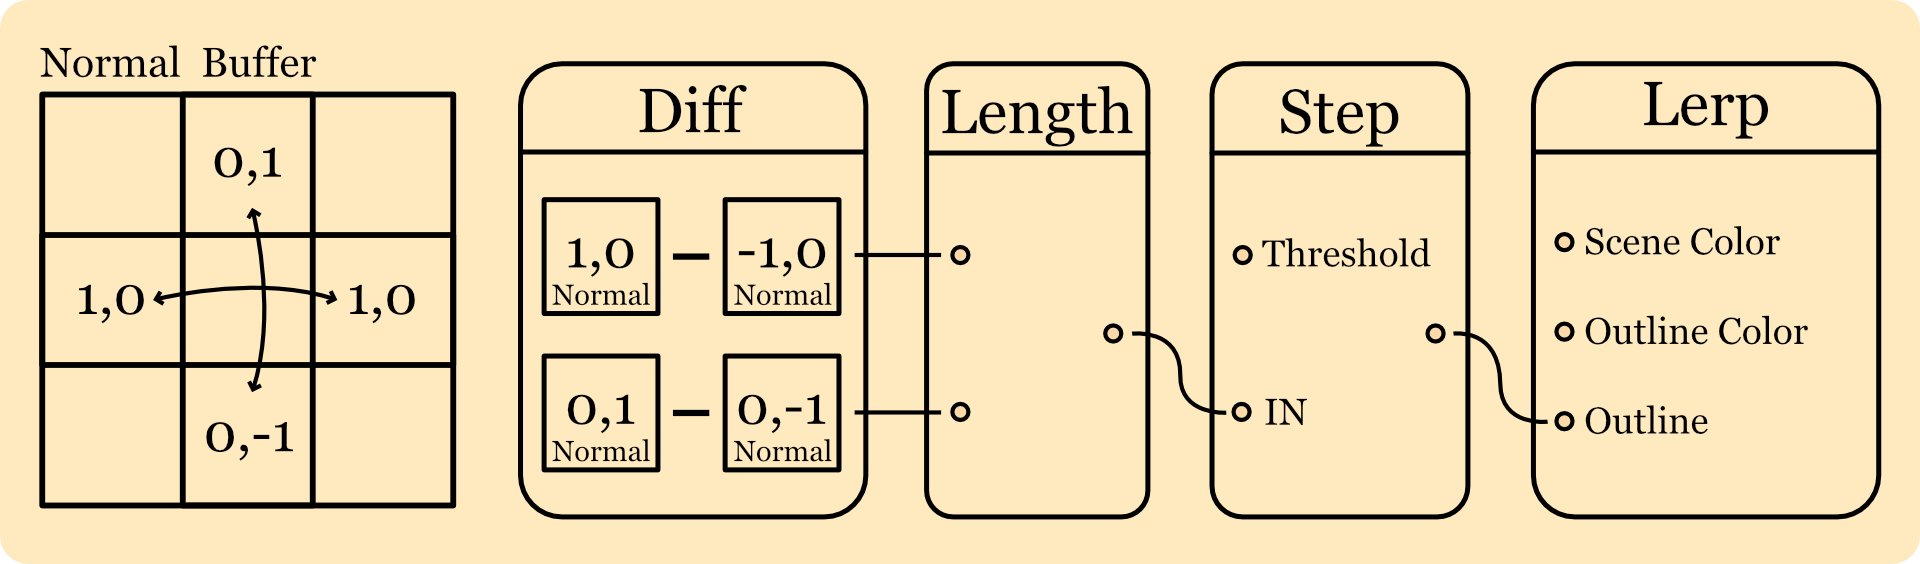 Normal Buffer
0,1
1,0
1,0
0,-1
Diff
1,0
Normal
-1,0
Normal
0,1
Normal
0,-1
Normal
Length
Step
Threshold
IN
Lerp
Scene Color
Outline Color
Outline